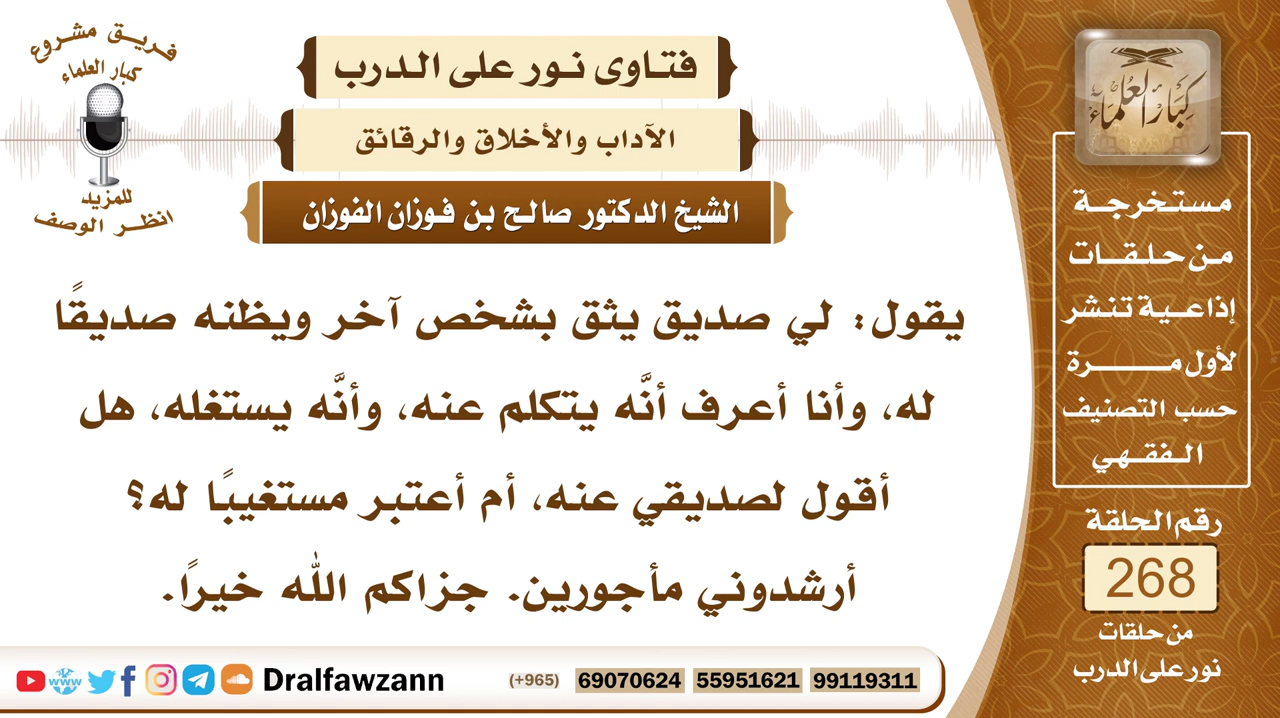 فريق مشروع
كبار العلماء
للمزيد
انظر الوصف
فتاوى نور على الدرب
الآداب والأخلاق والرقائق
الشيخ الدكتور صالح بن فوزان الفوزان
يقول: لي صديق يثق بشخص آخر ويظنه صديقًا
له، وأنا أعرف أنَّه يتكلم عنه، وأنَّه يستغله، هل
أقول لصديقي عنه، أم أعتبر مستغيبًا له؟
أرشدوني مأجورين. جزاكم الله خيرًا.
كبار العلماء
مستخرجة
من حلقات
إذاعية تنشر
لأول مرة
حسب التصنيف
الفقهي
رقم الحلقة
268
من حلقات
نور على الدرب
www Dralfawzann (+965) 69070624 55951621 99119311